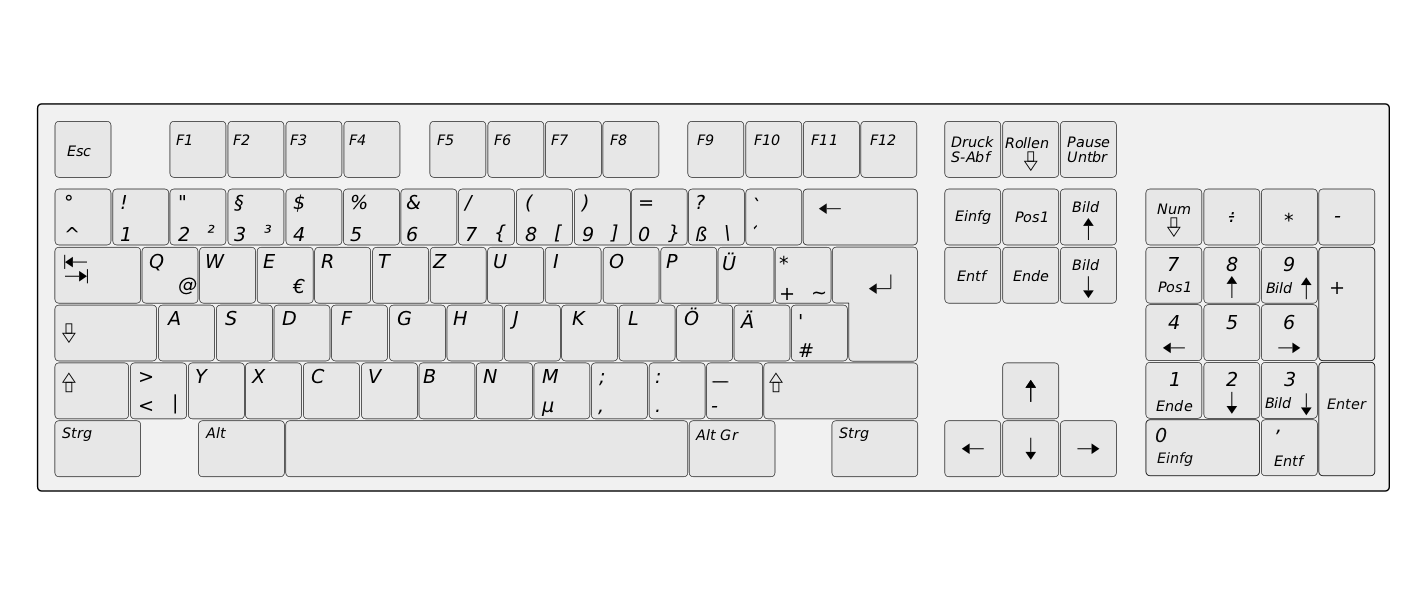 Esc F1 F2 F3 F4 F5 F6 F7 F8 F9 F10 F11 F12 Druck Rollen Pause
S-Abf ⇩ Untbr
° ! " § $ % & / ( ) = ? ` ← Einfg Pos1 Bild ↑ Num ⇩ ÷ * -
^ 1 2 ² 3 ³ 4 5 6 7 { 8 [ 9 ] 0 } ß \ ´
Q W E R T Z U I O P Ü * ↵ Entf Ende Bild ↓ 7 8 9 +
@ € + ~ Pos1 ↑ Bild ↑
⇩ A S D F G H J K L Ö Ä ' 4 5 6
# ← →
⇧ > Y X C V B N M ; : _ ⇧ ↑ 1 2 3 Enter
< | µ , . - Ende ↓ Bild ↓
Strg Alt Alt Gr Strg ← ↓ → 0 ,
Einfg Entf